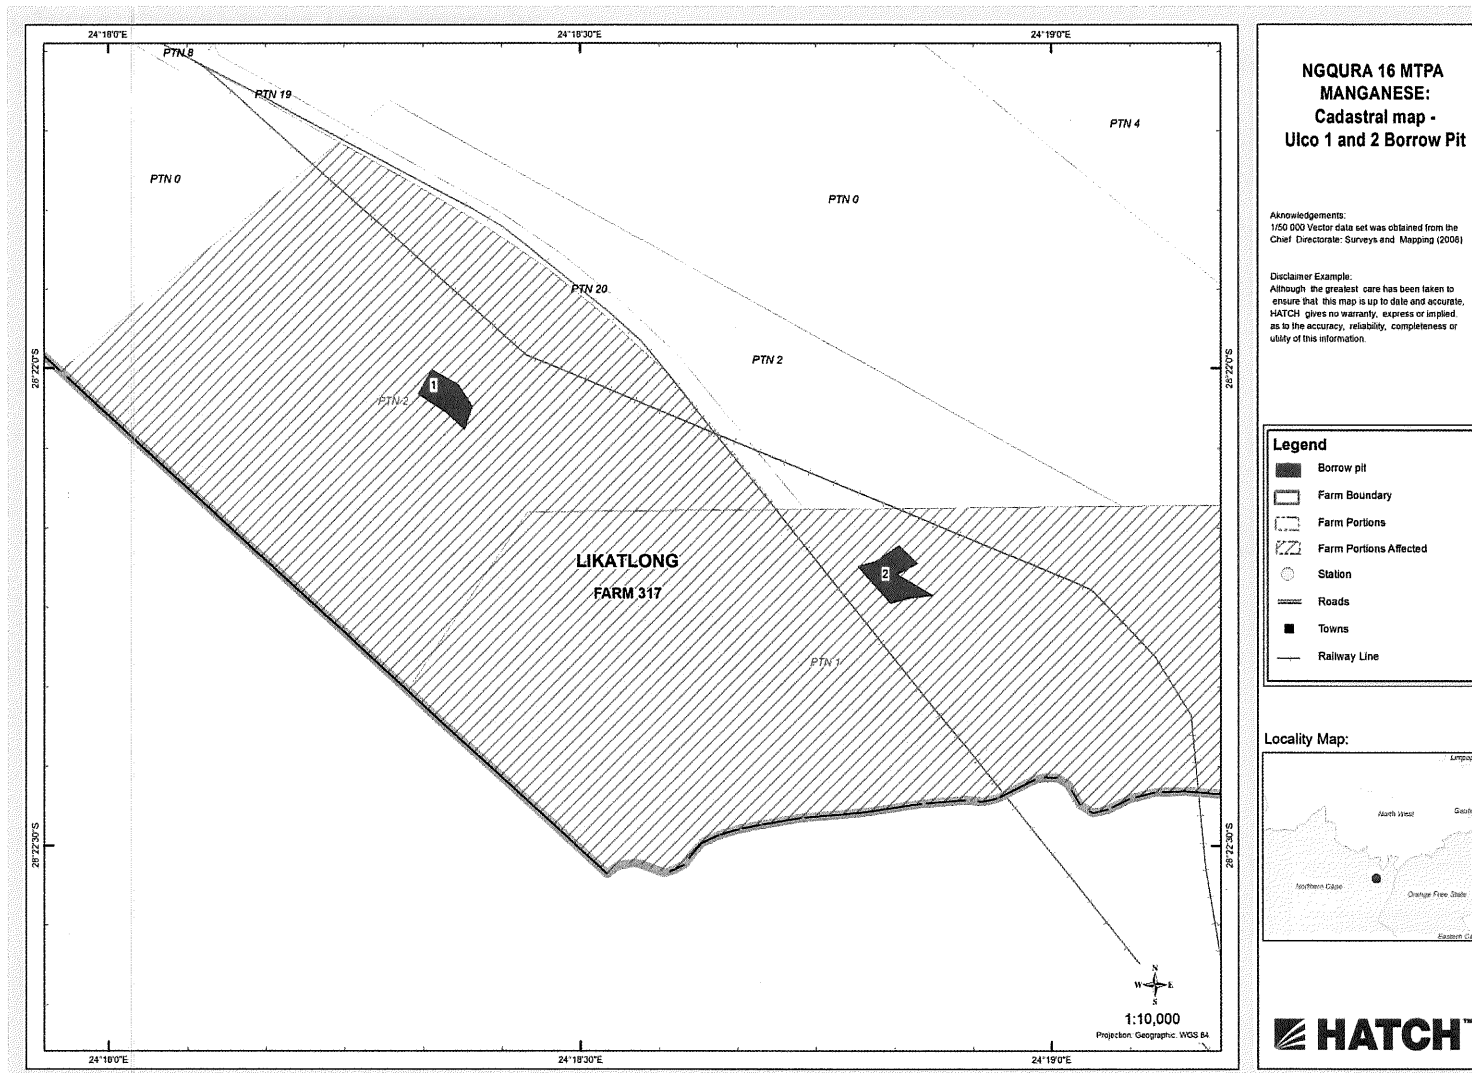 24°18'0"E
24°18'30"E
24°19'0"E
PTN 8
PTN 19
PTN 4
PTN 0
PTN 0
PTN 20
PTN 2
28°22'0"S
28°22'0"S
1
PTN 2
LIKATLONG
FARM 317
2
PTN 1
28°22'30"S
28°22'30"S
N
W E
S
1:10,000
Projection: Geographic, WGS 84
24°18'0"E
24°18'30"E
24°19'0"E
NGQURA 16 MTPA
MANGANESE:
Cadastral map -
Ulco 1 and 2 Borrow Pit
Aknowledgements:
1/50 000 Vector data set was obtained from the
Chief Directorate: Surveys and Mapping (2006)
Disclaimer Example:
Although the greatest care has been taken to
ensure that this map is up to date and accurate,
HATCH gives no warranty, express or implied,
as to the accuracy, reliability, completeness or
utility of this information.
Legend
Borrow pit
Farm Boundary
Farm Portions
Farm Portions Affected
Station
Roads
Towns
Railway Line
Locality Map:
Limpop
North West
Gaute
Northern Cape
Orange Free State
Eastern Ca
HATCH™